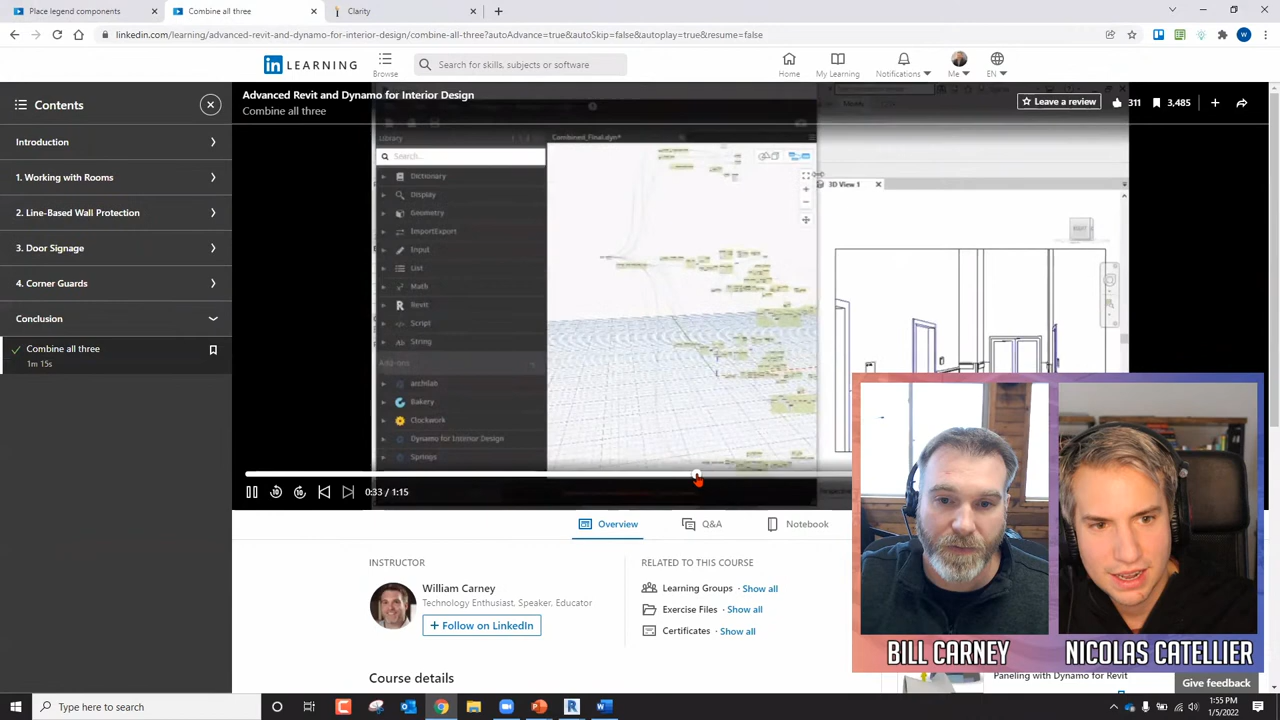 Place legend components
Combine all three
Clarity
linkedin.com/learning/advanced-revit-and-dynamo-for-interior-design/combine-all-three?autoAdvance=true&autoSkip=false&autoplay=true&resume=false
W
in LEARNING
Browse
Search for skills, subjects or software
Home
My Learning
Notifications
Me
EN
Contents
Introduction
1. Working with Rooms
2. Line-Based Wall Protection
3. Door Signage
4. Corner Guards
Conclusion
Combine all three
1m 15s
Advanced Revit and Dynamo for Interior Design
Combine all three
Leave a review
311
3,485
Library
Combinent_Final.dyn*
Search...
Dictionary
Display
Geometry
ImportExport
Input
List
Math
Revit
Script
String
Add-ons
archilan
Bakery
Clockwork
Dynamo for Interior Design
Springs
3D View 1
RIGHT
0:33 / 1:15
Overview
Q&A
Notebook
INSTRUCTOR
William Carney
Technology Enthusiast, Speaker, Educator
+ Follow on LinkedIn
RELATED TO THIS COURSE
Learning Groups · Show all
Exercise Files · Show all
Certificates · Show all
Course details
BILL CARNEY
NICOLAS CATELLIER
Paneling with Dynamo for Revit
Give feedback
Type here to search
1:55 PM
1/5/2022